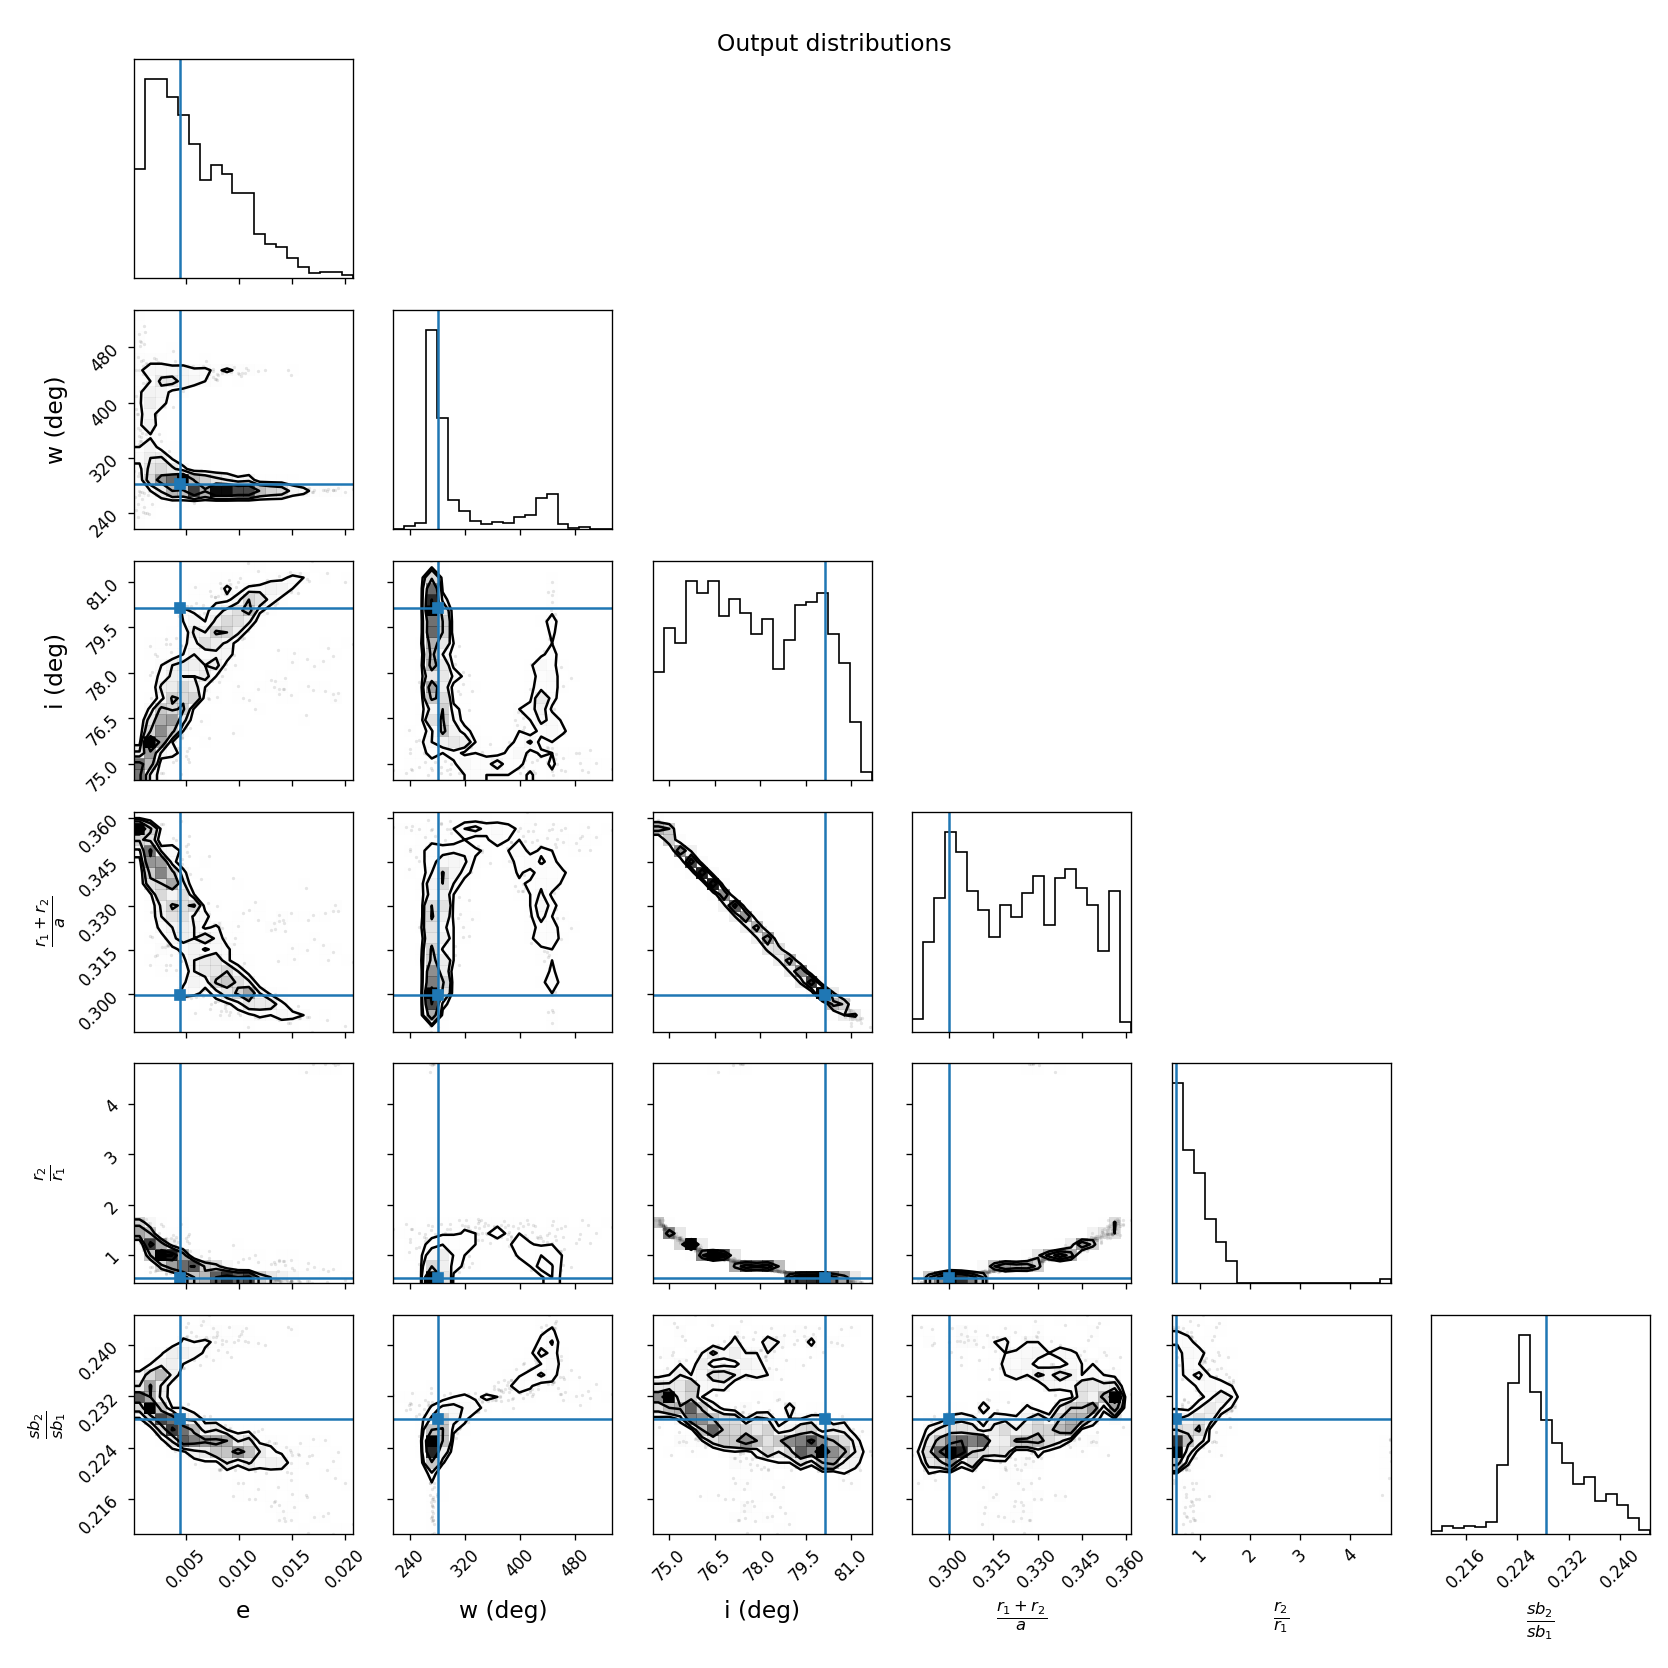 Output distributions
w (deg)
480
400
320
240
i (deg)
81.0
79.5
78.0
76.5
75.0
r1 + r2
a
0.360
0.345
0.330
0.315
0.300
r2
r1
4
3
2
1
sb2
sb1
0.240
0.232
0.224
0.216
0.005 0.010 0.015 0.020 240 320 400 480 75.0 76.5 78.0 79.5 81.0 0.300 0.315 0.330 0.345 0.360 1 2 3 4 0.216 0.224 0.232 0.240
e w (deg) i (deg) r1 + r2 r2 sb2
a r1 sb1